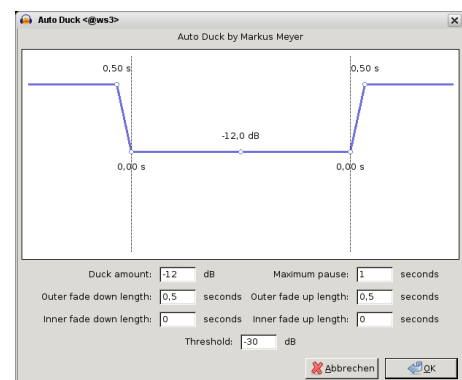 Auto Duck <@ws3>
Auto Duck by Markus Meyer
0,50 s 0,50 s
-12,0 dB
0,00 s 0,00 s
Duck amount: -12 dB Maximum pause: 1 seconds
Outer fade down length: 0,5 seconds Outer fade up length: 0,5 seconds
Inner fade down length: 0 seconds Inner fade up length: 0 seconds
Threshold: -30 dB
Abbrechen OK